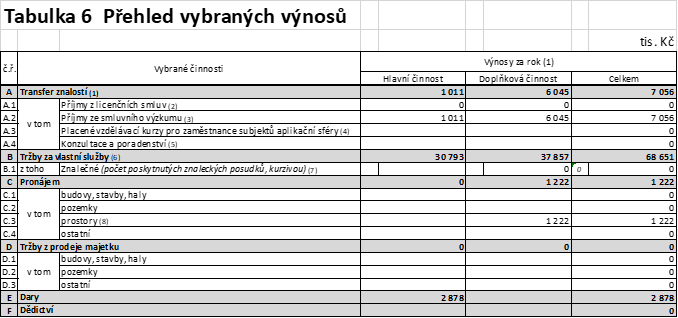 Tabulka 6 Přehled vybraných výnosů
tis. Kč
č.ř. Vybrané činnosti Výnosy za rok (1)
Hlavní činnost Doplňková činnost Celkem
A Transfer znalostí (1) 1 011 6 045 7 056
A.1 v tom Příjmy z licenčních smluv (2) 0 0 0
A.2 Příjmy ze smluvního výzkumu (3) 1 011 6 045 7 056
A.3 Placené vzdělávací kurzy pro zaměstnance subjektů aplikační sféry (4) 0
A.4 Konzultace a poradenství (5) 0
B Tržby za vlastní služby (6) 30 793 37 857 68 651
B.1 z toho Znalečné (počet poskytnutých znaleckých posudků, kurzívou) (7) 0 0 0
C Pronájem 0 1 222 1 222
C.1 v tom budovy, stavby, haly 0
C.2 pozemky 0
C.3 prostory (8) 1 222 1 222
C.4 ostatní 0
D Tržby z prodeje majetku 0 0 0
D.1 v tom budovy, stavby, haly 0
D.2 pozemky 0
D.3 ostatní 0
E Dary 2 878 2 878
F Dědictví 0